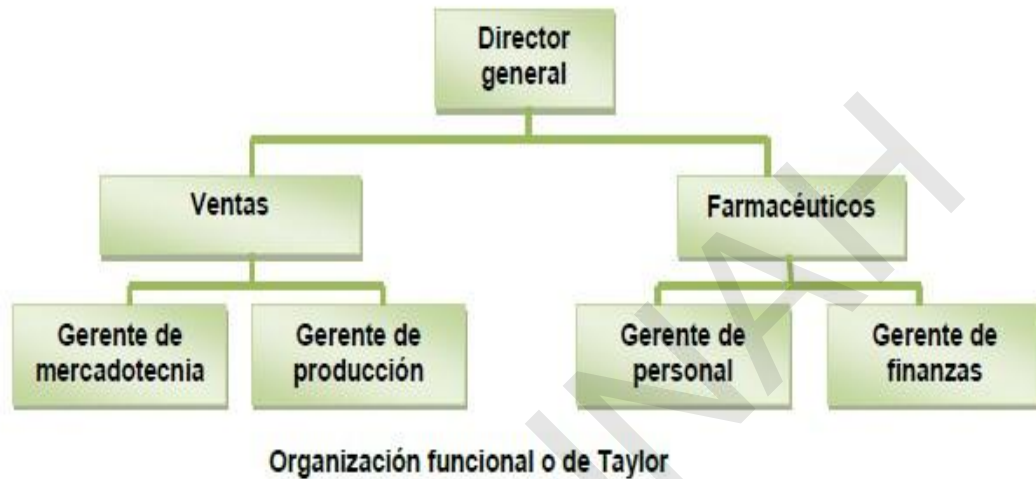 Director
general
Ventas
Farmacéuticos
Gerente de
mercadotecnia
Gerente de
producción
Gerente de
personal
Gerente de
finanzas
Organización funcional o de Taylor
INAH